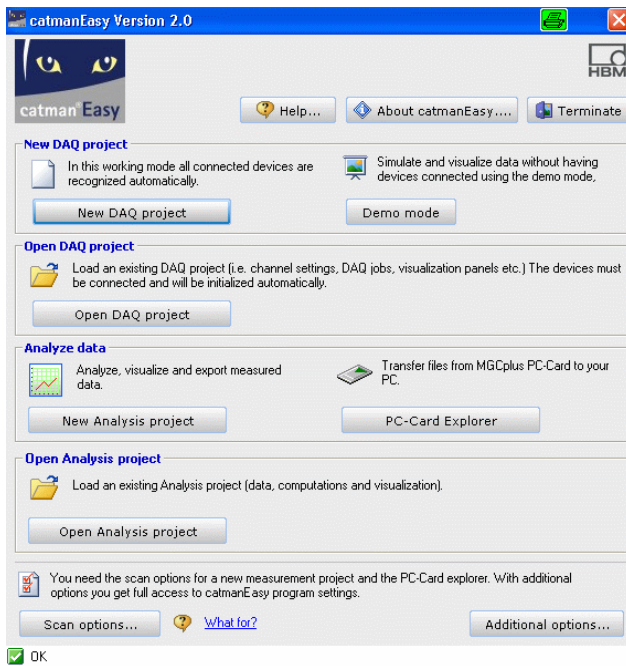 catmanEasy Version 2.0
HBM
catman®Easy
Help...
About catmanEasy....
Terminate
New DAQ project
In this working mode all connected devices are
recognized automatically.
Simulate and visualize data without having
devices connected using the demo mode,
New DAQ project
Demo mode
Open DAQ project
Load an existing DAQ project (i.e. channel settings, DAQ jobs, visualization panels etc.) The devices must
be connected and will be initialized automatically.
Open DAQ project
Analyze data
Analyze, visualize and export measured
data.
Transfer files from MGCplus PC-Card to your
PC.
New Analysis project
PC-Card Explorer
Open Analysis project
Load an existing Analysis project (data, computations and visualization).
Open Analysis project
You need the scan options for a new measurement project and the PC-Card explorer. With additional
options you get full access to catmanEasy program settings.
Scan options...
What for?
Additional options...
OK